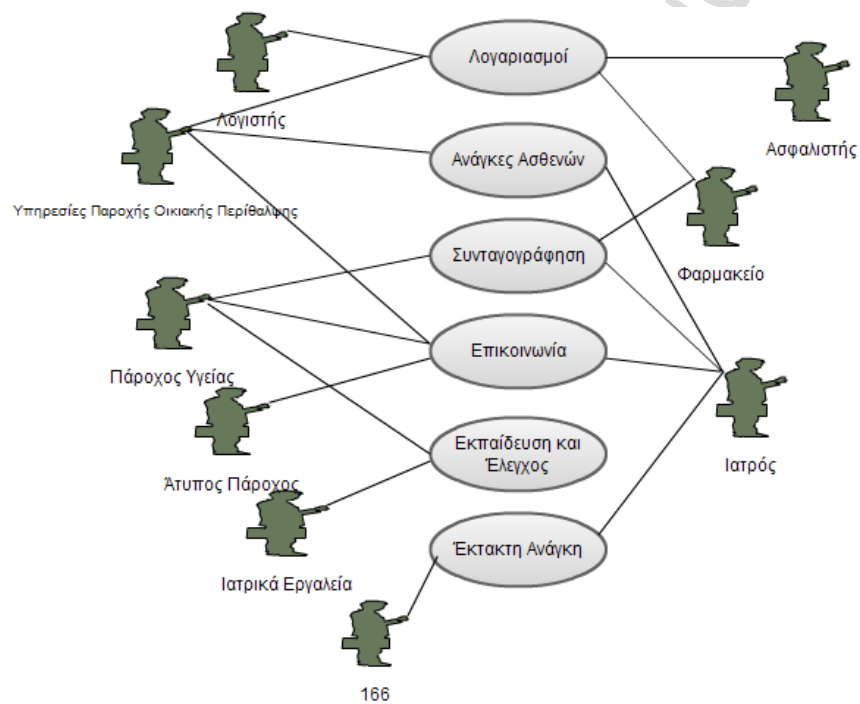 Λογαριασμοί
Λογιστής
Ασφαλιστής
Ανάγκες Ασθενών
Υπηρεσίες Παροχής Οικιακής Περίθαλψης
Συνταγογράφηση
Φαρμακείο
Επικοινωνία
Πάροχος Υγείας
Εκπαίδευση και
Έλεγχος
Ιατρός
Άτυπος Πάροχος
Έκτακτη Ανάγκη
Ιατρικά Εργαλεία
166